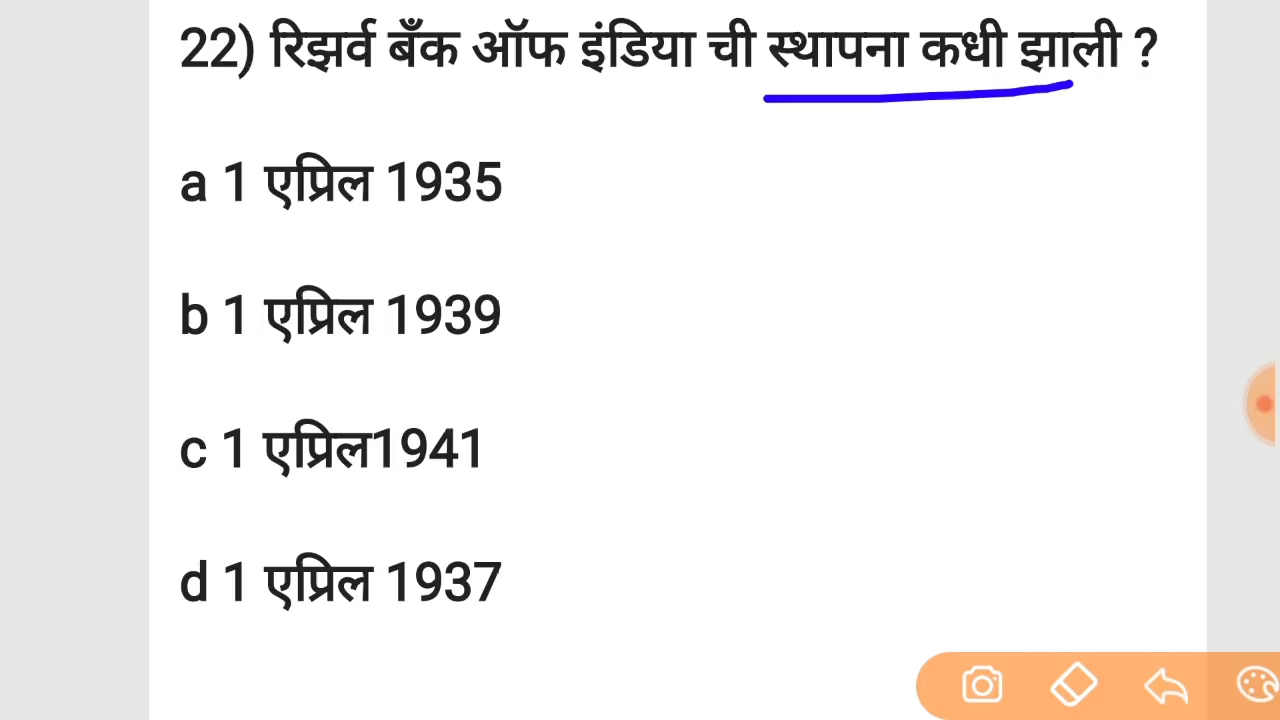 22) रिझर्व बँक ऑफ इंडिया ची स्थापना कधी झाली ?
a 1 एप्रिल 1935
b 1 एप्रिल 1939
c 1 एप्रिल1941
d 1 एप्रिल 1937